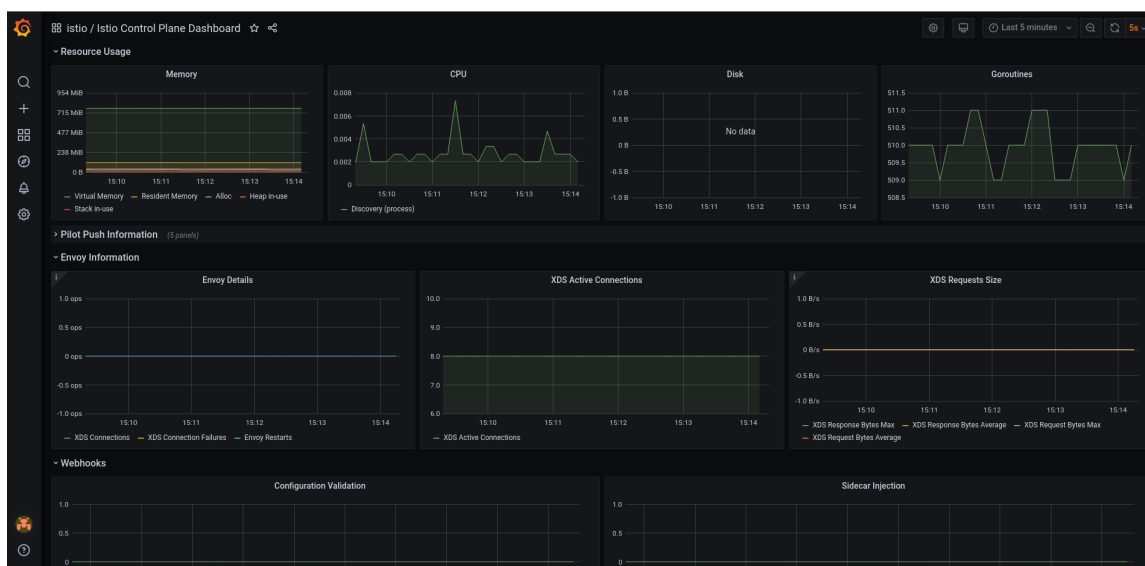 istio / Istio Control Plane Dashboard
Last 5 minutes
5s
Resource Usage
Memory
954 MiB
715 MiB
477 MiB
238 MiB
0 B
15:10 15:11 15:12 15:13 15:14
Virtual Memory Resident Memory Alloc Heap in-use
Stack in-use
CPU
0.008
0.006
0.004
0.002
0
15:10 15:11 15:12 15:13 15:14
Discovery (process)
Disk
1.0 B
0.5 B
0 B
-0.5 B
-1.0 B
No data
15:10 15:11 15:12 15:13 15:14
Goroutines
511.5
511.0
510.5
510.0
509.5
509.0
508.5
15:10 15:11 15:12 15:13 15:14
Pilot Push Information (5 panels)
Envoy Information
Envoy Details
1.0 ops
0.5 ops
0 ops
-0.5 ops
-1.0 ops
15:10 15:11 15:12 15:13 15:14
XDS Connections XDS Connection Failures Envoy Restarts
XDS Active Connections
10.0
9.0
8.0
7.0
6.0
15:10 15:11 15:12 15:13 15:14
XDS Active Connections
XDS Requests Size
1.0 B/s
0.5 B/s
0 B/s
-0.5 B/s
-1.0 B/s
15:10 15:11 15:12 15:13 15:14
XDS Response Bytes Max XDS Response Bytes Average XDS Request Bytes Max
XDS Request Bytes Average
Webhooks
Configuration Validation
1.0
0.5
0
Sidecar Injection
1.0
0.5
0